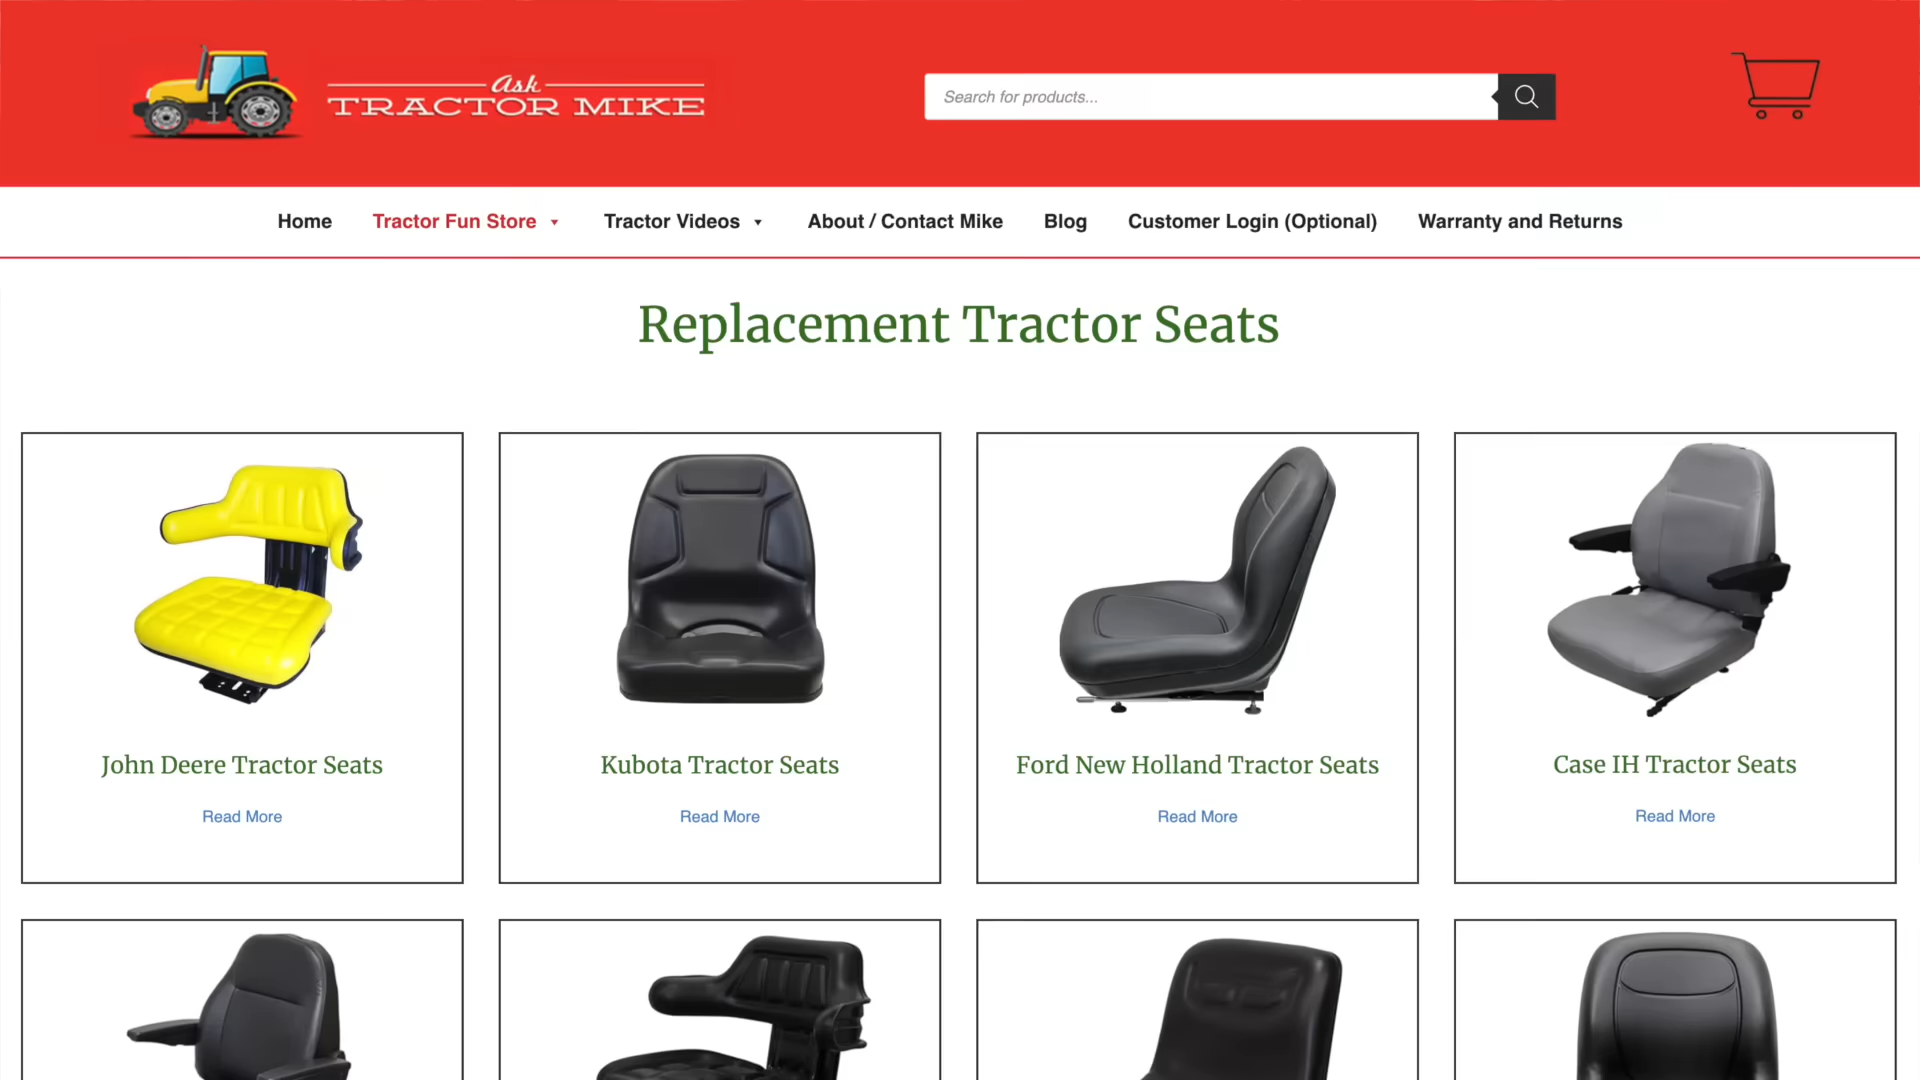 Ask
TRACTOR MIKE
Search for products...
Home Tractor Fun Store Tractor Videos About / Contact Mike Blog Customer Login (Optional) Warranty and Returns
Replacement Tractor Seats
John Deere Tractor Seats
Read More
Kubota Tractor Seats
Read More
Ford New Holland Tractor Seats
Read More
Case IH Tractor Seats
Read More